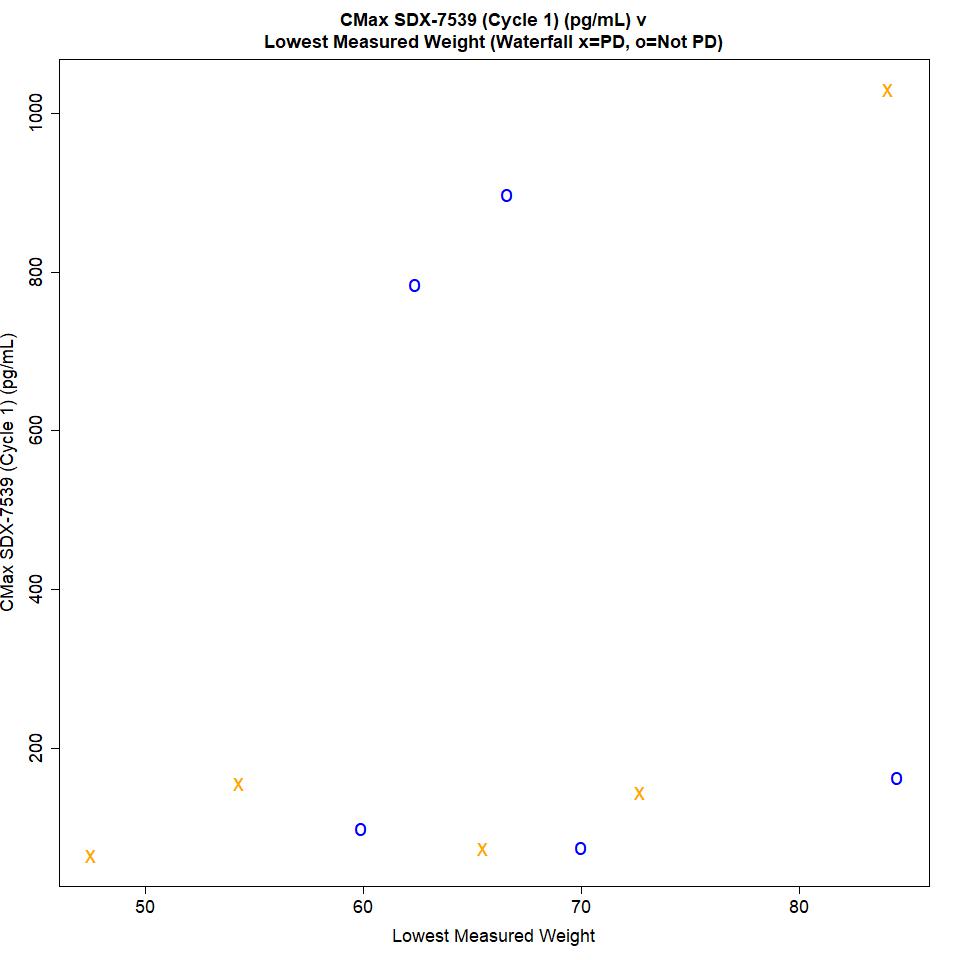 CMax SDX-7539 (Cycle 1) (pg/mL) v
Lowest Measured Weight (Waterfall x=PD, o=Not PD)
CMax SDX-7539 (Cycle 1) (pg/mL)
1000
800
600
400
200
x
o
o
x
o
x
o
x
x
o
50
60
70
80
Lowest Measured Weight